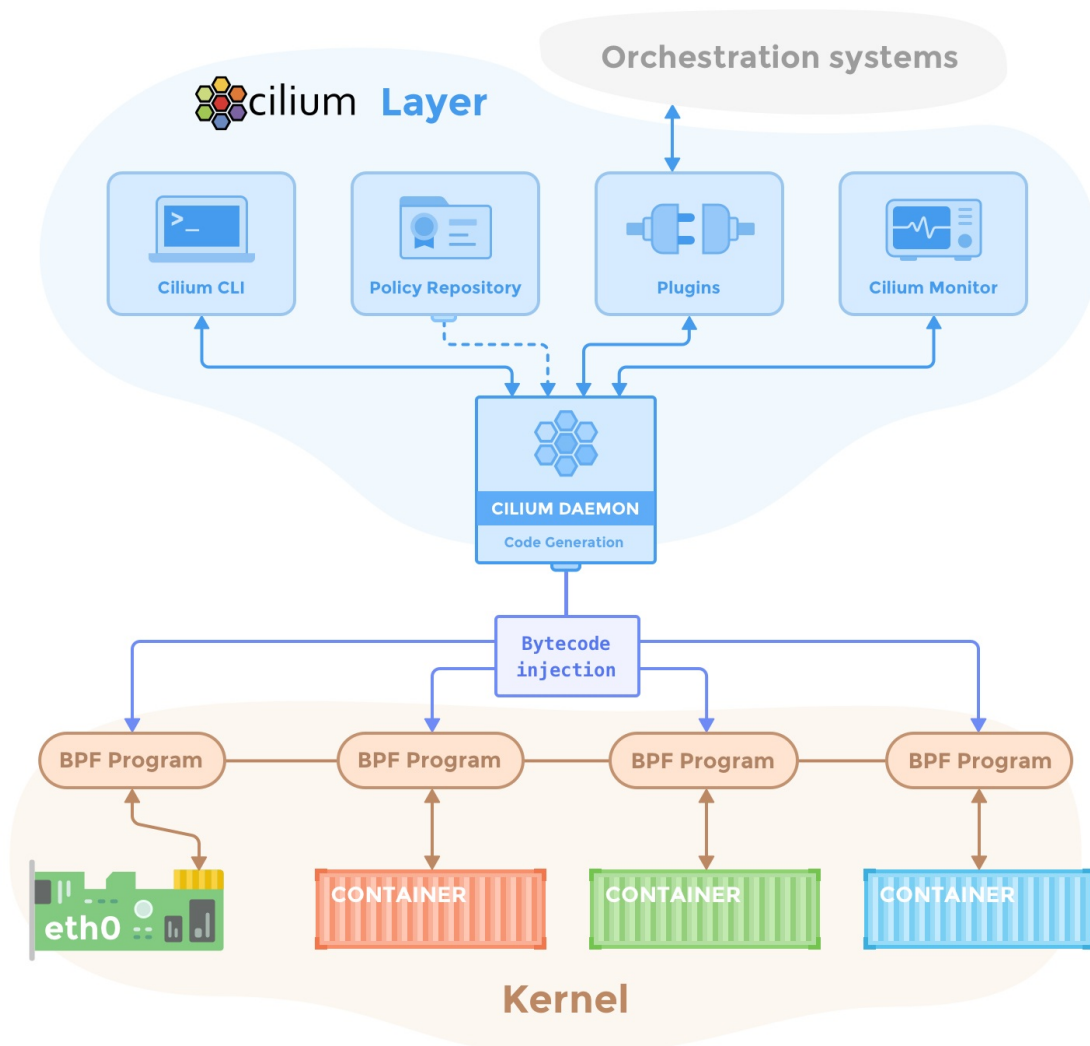 Orchestration systems
cilium Layer
>_
Cilium CLI
Policy Repository
Plugins
Cilium Monitor
CILIUM DAEMON
Code Generation
Bytecode
injection
BPF Program
BPF Program
BPF Program
BPF Program
eth0
CONTAINER
CONTAINER
CONTAINER
Kernel